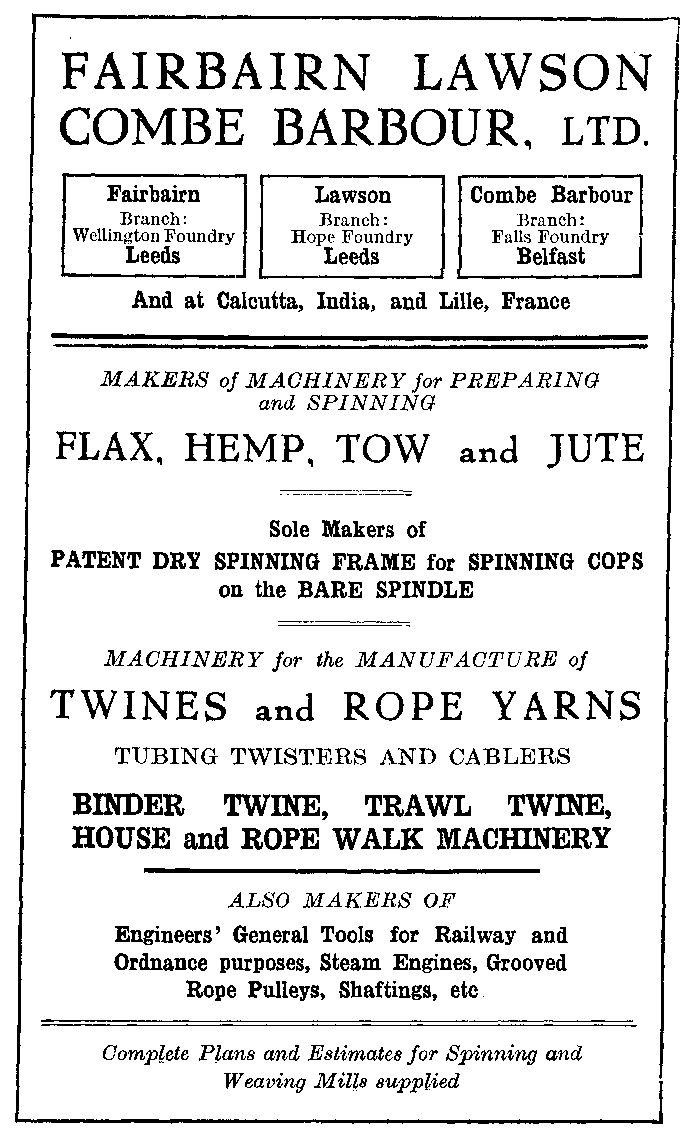 FAIRBAIRN LAWSON
COMBE BARBOUR, LTD.
Fairbairn
Branch:
Wellington Foundry
Leeds
Lawson
Branch:
Hope Foundry
Leeds
Combe Barbour
Branch:
Falls Foundry
Belfast
And at Calcutta, India, and Lille, France
MAKERS of MACHINERY for PREPARING
and SPINNING
FLAX, HEMP, TOW and JUTE
Sole Makers of
PATENT DRY SPINNING FRAME for SPINNING COPS
on the BARE SPINDLE
MACHINERY for the MANUFACTURE of
TWINES and ROPE YARNS
TUBING TWISTERS AND CABLERS
BINDER TWINE, TRAWL TWINE,
HOUSE and ROPE WALK MACHINERY
ALSO MAKERS OF
Engineers' General Tools for Railway and
Ordnance purposes, Steam Engines, Grooved
Rope Pulleys, Shaftings, etc.
Complete Plans and Estimates for Spinning and
Weaving Mills supplied